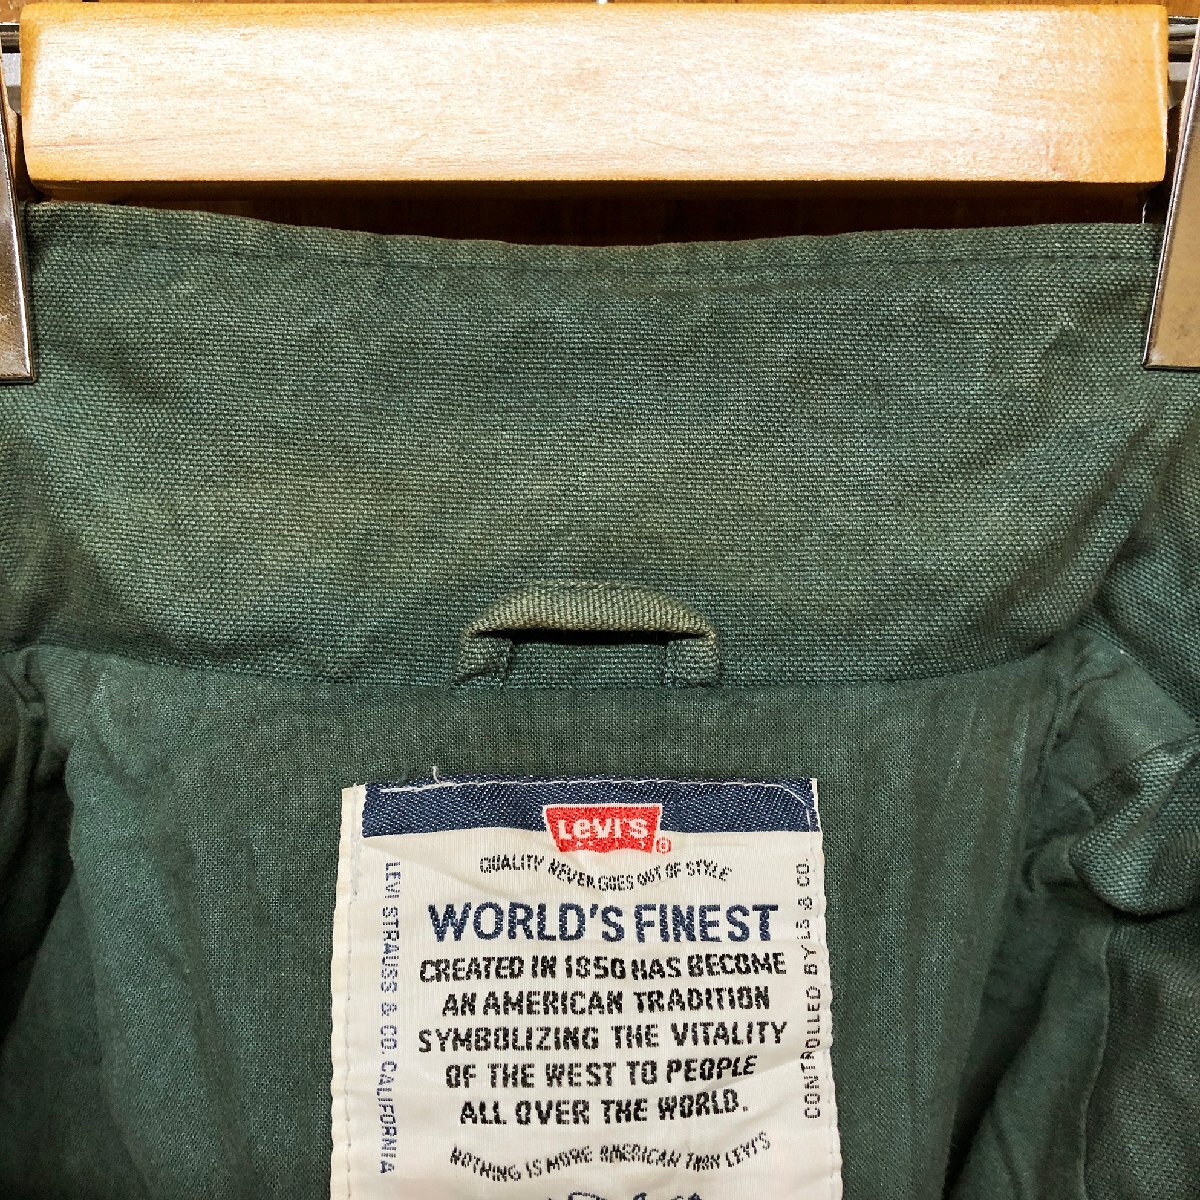 LEVI'S
®
QUALITY NEVER GOES OUT OF STYLE
WORLD'S FINEST
CREATED IN 1850 HAS BECOME
AN AMERICAN TRADITION
SYMBOLIZING THE VITALITY
OF THE WEST TO PEOPLE
ALL OVER THE WORLD.
NOTHING IS MORE AMERICAN THAN LEVI'S
LEVI STRAUSS & CO. CALIFORNIA
CONTROLLED BY LS & CO.